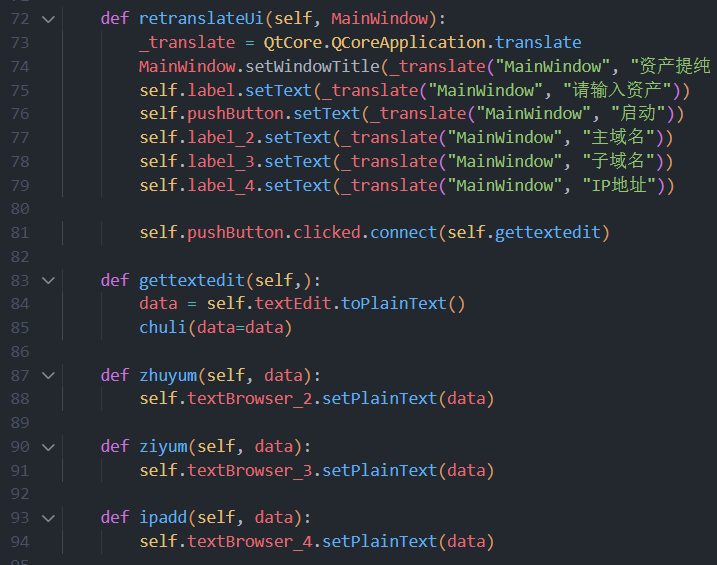 72 def retranslateUi(self, MainWindow):
73 _translate = QtCore.QCoreApplication.translate
74 MainWindow.setWindowTitle(_translate("MainWindow", "资产提纯
75 self.label.setText(_translate("MainWindow", "请输入资产"))
76 self.pushButton.setText(_translate("MainWindow", "启动"))
77 self.label_2.setText(_translate("MainWindow", "主域名"))
78 self.label_3.setText(_translate("MainWindow", "子域名"))
79 self.label_4.setText(_translate("MainWindow", "IP地址"))
80
81 self.pushButton.clicked.connect(self.gettextedit)
82
83 def gettextedit(self,):
84 data = self.textEdit.toPlainText()
85 chuli(data=data)
86
87 def zhuyum(self, data):
88 self.textBrowser_2.setPlainText(data)
89
90 def ziyum(self, data):
91 self.textBrowser_3.setPlainText(data)
92
93 def ipadd(self, data):
94 self.textBrowser_4.setPlainText(data)